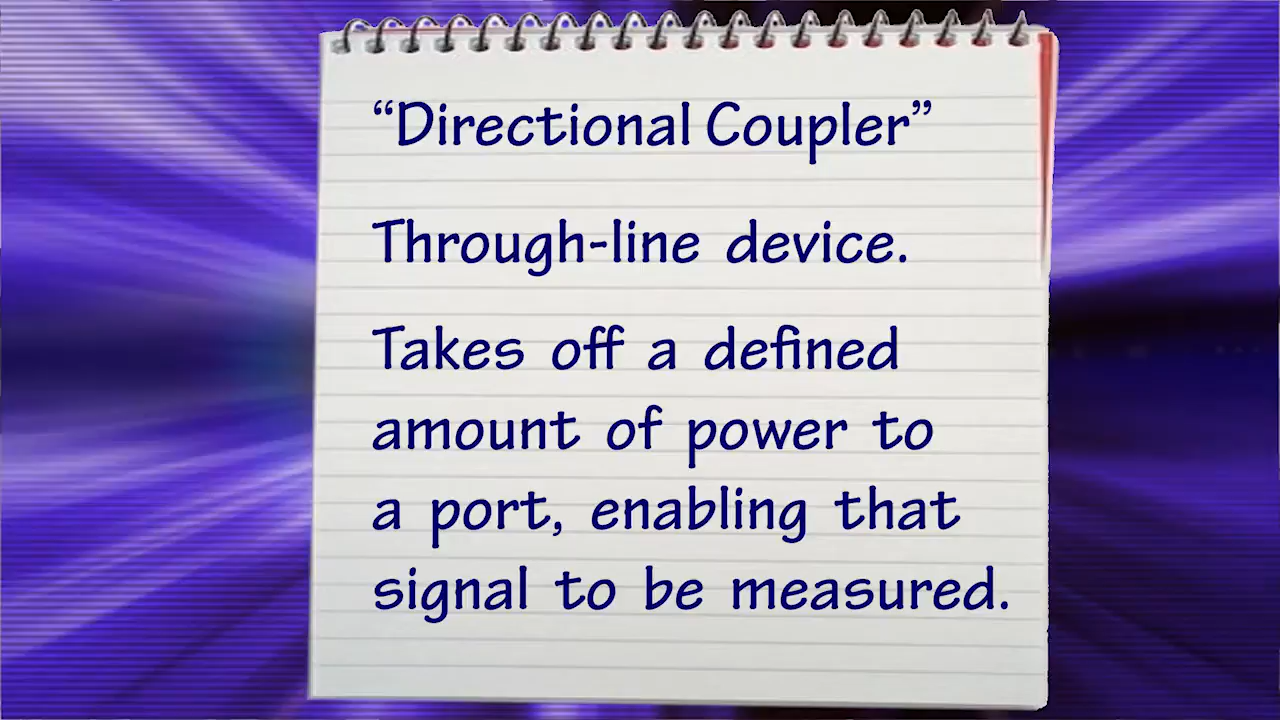 “Directional Coupler”
Through-line device.
Takes off a defined
amount of power to
a port, enabling that
signal to be measured.